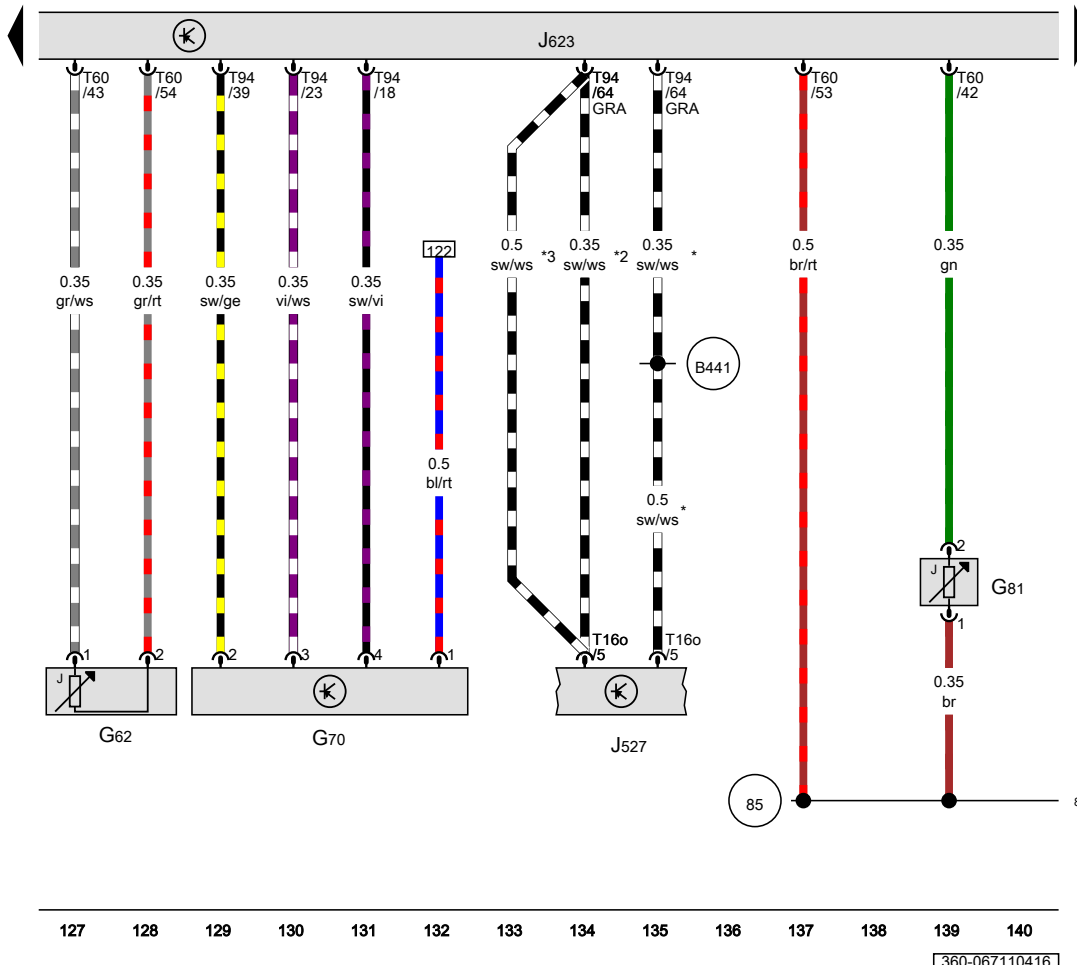 J623
T60
/43
T60
/54
T94
/39
T94
/23
T94
/18
T94
/64
GRA
T94
/64
GRA
T60
/53
T60
/42
0.35
gr/ws
0.35
gr/rt
0.35
sw/ge
0.35
vi/ws
0.35
sw/vi
122
0.5
sw/ws
*3
0.35
sw/ws
*2
0.35
sw/ws
*
0.5
br/rt
0.35
gn
B441
0.5
bl/rt
0.5
sw/ws
*
2
J
G81
1
T16o
/5
T16o
/5
1
2
2
3
4
1
J
0.35
br
G62
G70
J527
85
8
127 128 129 130 131 132 133 134 135 136 137 138 139 140
360-067110416